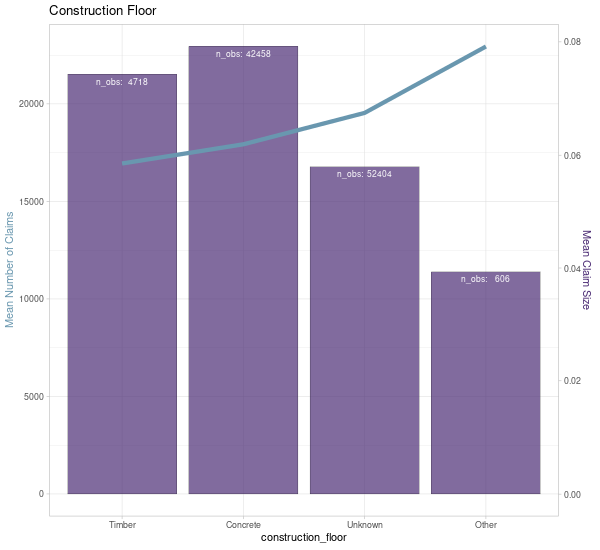 Construction Floor
Mean Number of Claims
20000
15000
10000
5000
0
n_obs: 4718
n_obs: 42458
n_obs: 52404
n_obs: 606
0.08
0.06
0.04
0.02
0.00
Mean Claim Size
Timber
Concrete
Unknown
Other
construction_floor